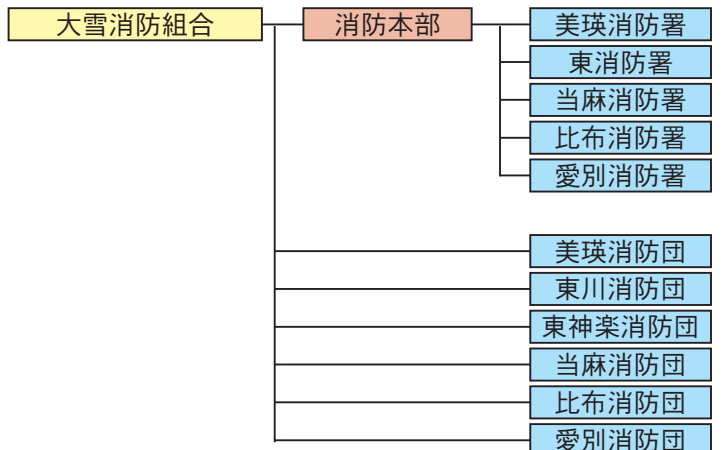 大雪消防組合
消防本部
美瑛消防署
東消防署
当麻消防署
比布消防署
愛別消防署
美瑛消防団
東川消防団
東神楽消防団
当麻消防団
比布消防団
愛別消防団